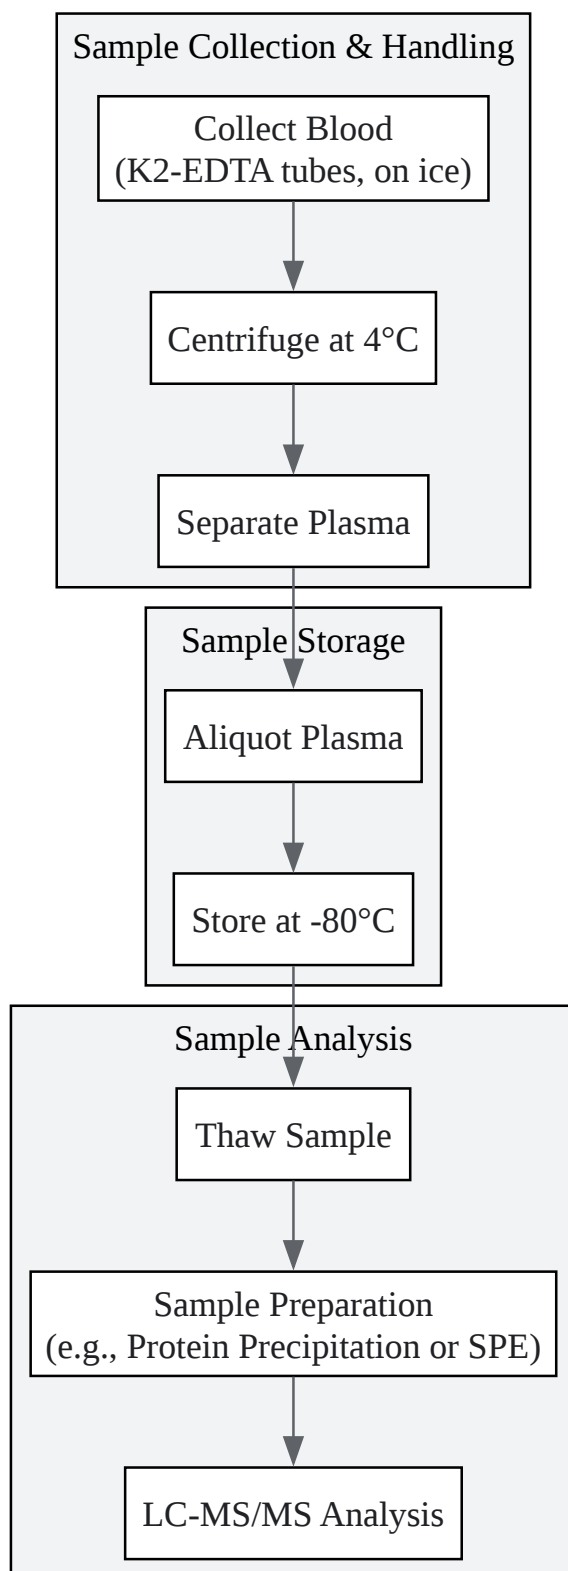 Sample Collection & Handling
Collect Blood
(K2-EDTA tubes, on ice)
Centrifuge at 4°C
Separate Plasma
Sample Storage
Aliquot Plasma
Store at -80°C
Sample Analysis
Thaw Sample
Sample Preparation
(e.g., Protein Precipitation or SPE)
LC-MS/MS Analysis